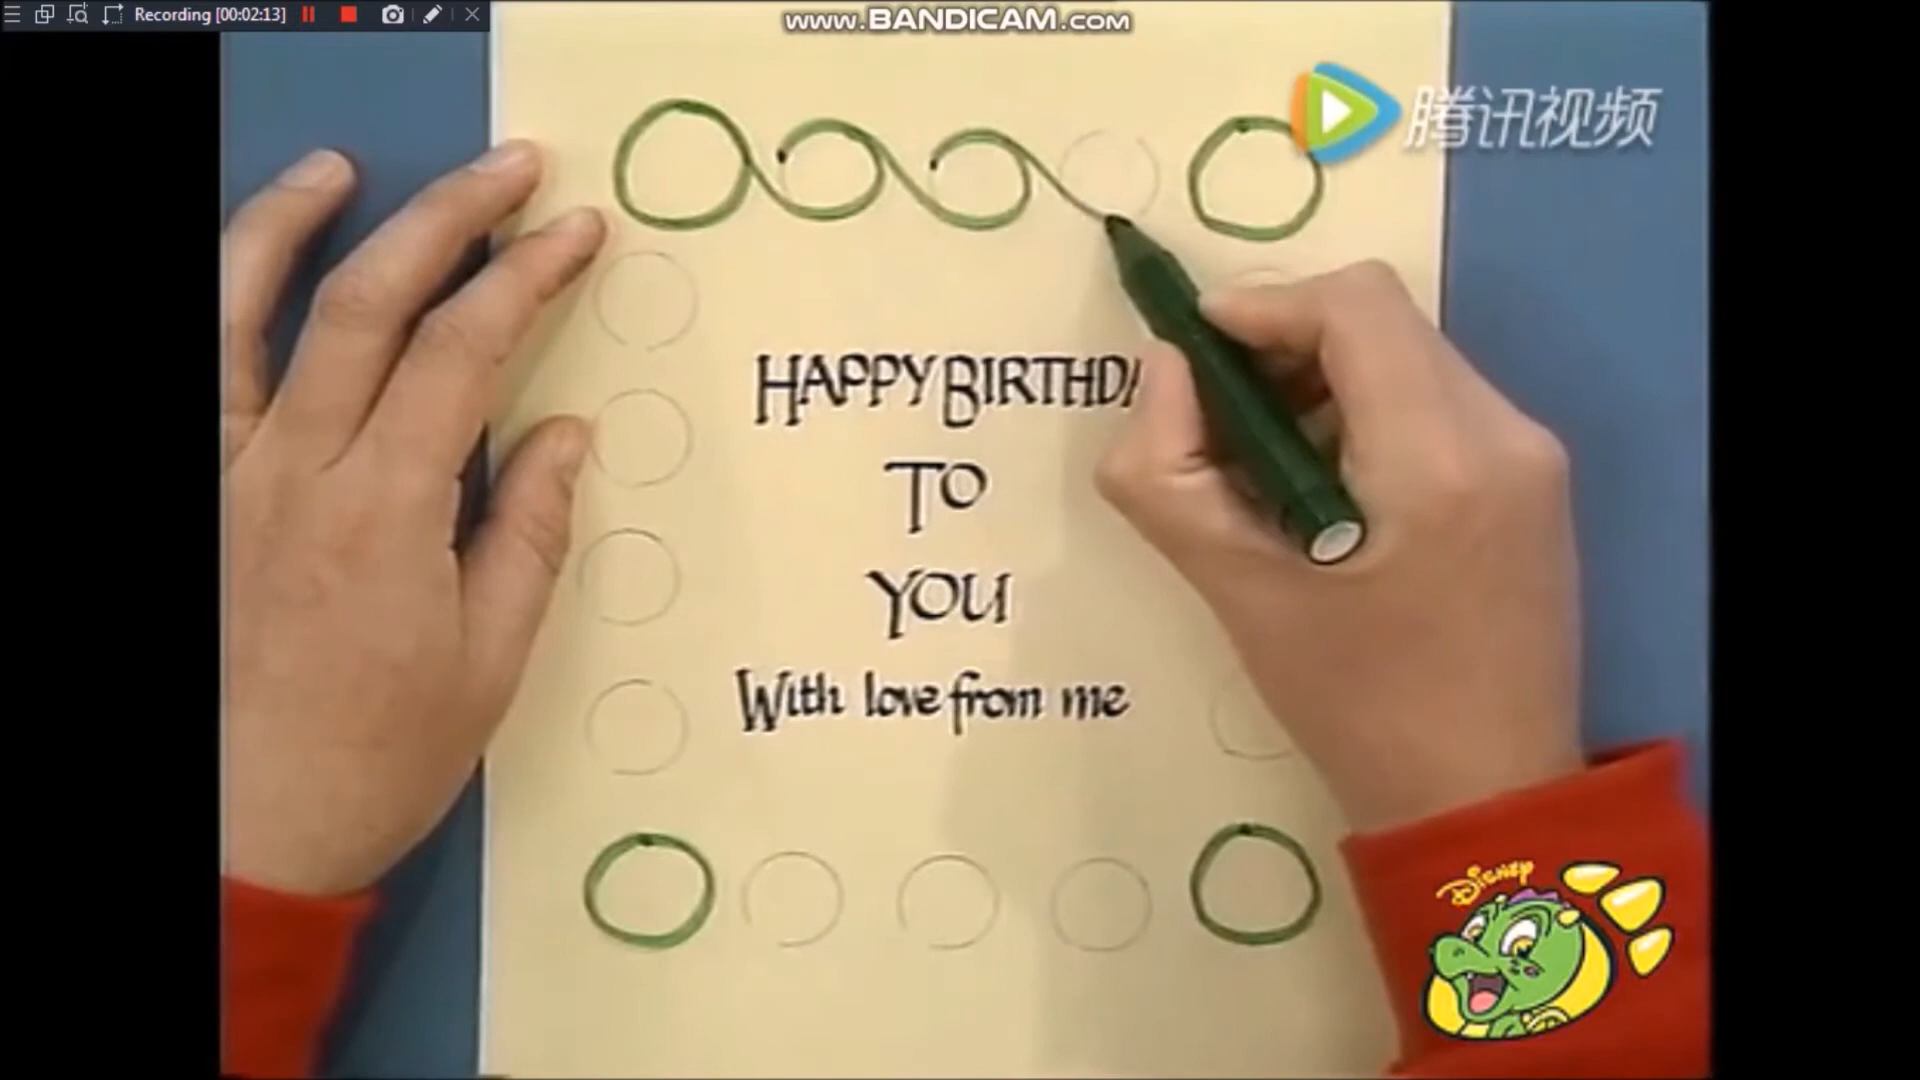 Recording [00:02:13]
www.BANDICAM.com
腾讯视频
HAPPY BIRTHDA
TO
YOU
With love from me
Disney